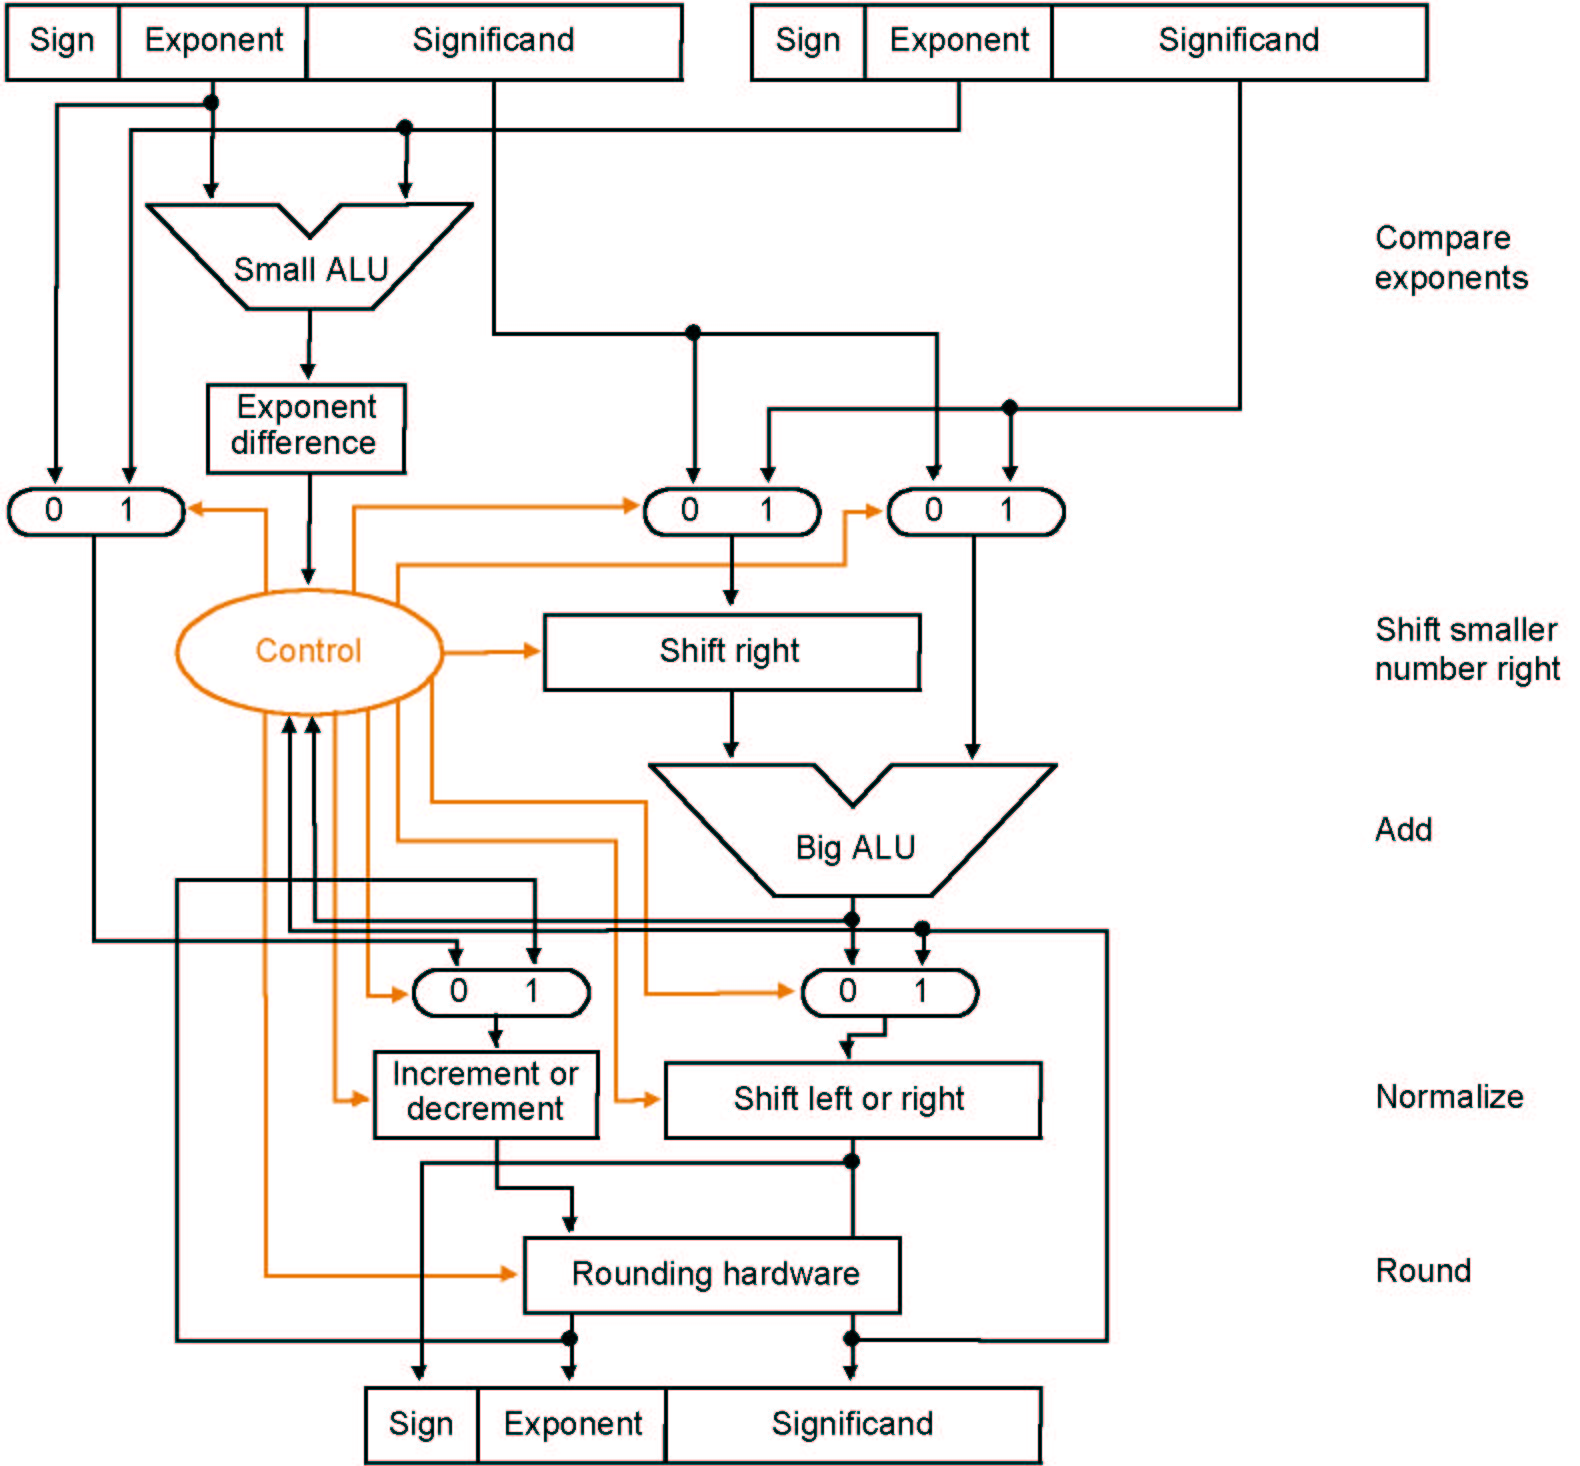 Sign Exponent Significand Sign Exponent Significand
Small ALU
Compare
exponents
Exponent
difference
0 1 0 1 0 1
Control
Shift right
Shift smaller
number right
Big ALU
Add
0 1 0 1
Increment or
decrement
Shift left or right
Normalize
Rounding hardware
Round
Sign Exponent Significand